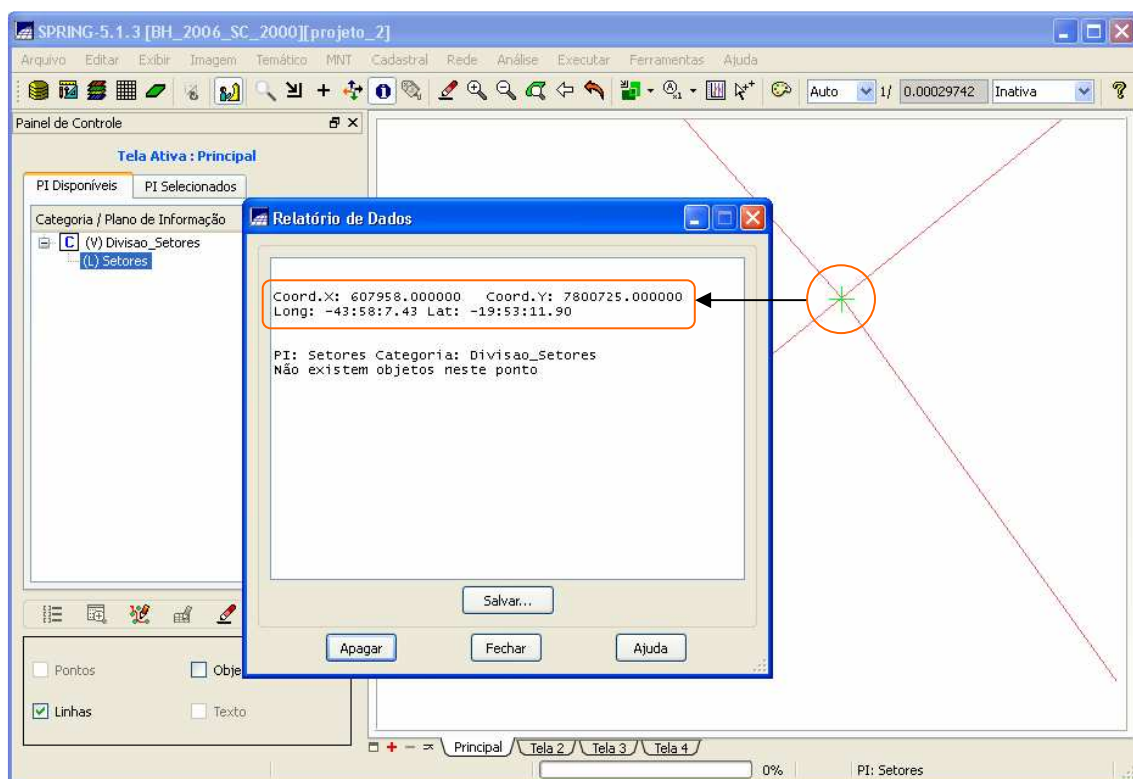 SPRING-5.1.3 [BH_2006_SC_2000][projeto_2]
Arquivo Editar Exibir Imagem Temático MNT Cadastral Rede Análise Executar Ferramentas Ajuda
Auto 1/ 0.00029742 Inativa
Painel de Controle
Tela Ativa : Principal
PI Disponíveis PI Selecionados
Categoria / Plano de Informação
(V) Divisao_Setores
(L) Setores
Relatório de Dados
Coord.X: 607958.000000 Coord.Y: 7800725.000000
Long: -43:58:7.43 Lat: -19:53:11.90
PI: Setores Categoria: Divisao_Setores
Não existem objetos neste ponto
Salvar...
Apagar Fechar Ajuda
Pontos Obje
Linhas Texto
Principal Tela 2 Tela 3 Tela 4
0% PI: Setores